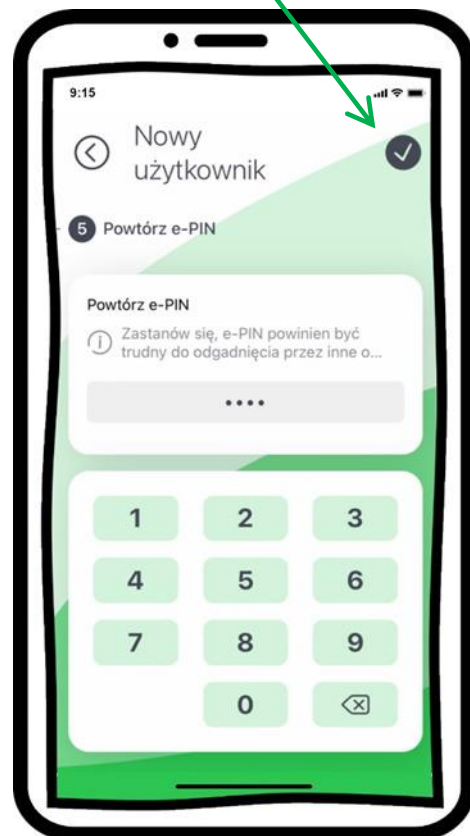 9:15
Nowy
użytkownik
5 Powtórz e-PIN
Powtórz e-PIN
Zastanów się, e-PIN powinien być
trudny do odgadnięcia przez inne o...
1 2 3
4 5 6
7 8 9
0